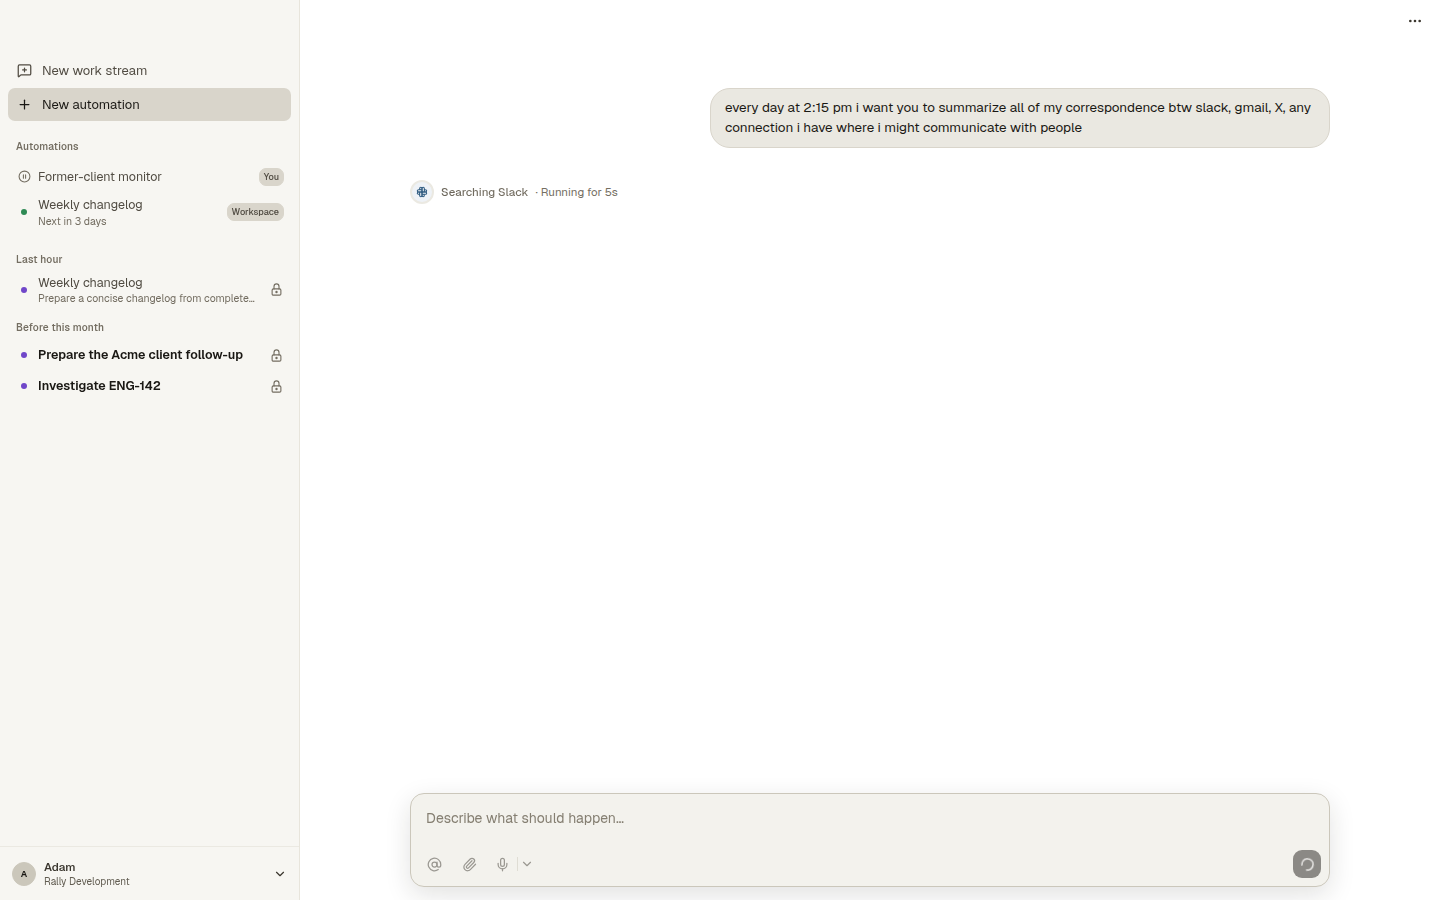 New work stream
New automation
Automations
Former-client monitor
You
Weekly changelog
Next in 3 days
Workspace
Last hour
Weekly changelog
Prepare a concise changelog from complete...
Before this month
Prepare the Acme client follow-up
Investigate ENG-142
A
Adam
Rally Development
every day at 2:15 pm i want you to summarize all of my correspondence btw slack, gmail, X, any
connection i have where i might communicate with people
Searching Slack · Running for 5s
Describe what should happen...